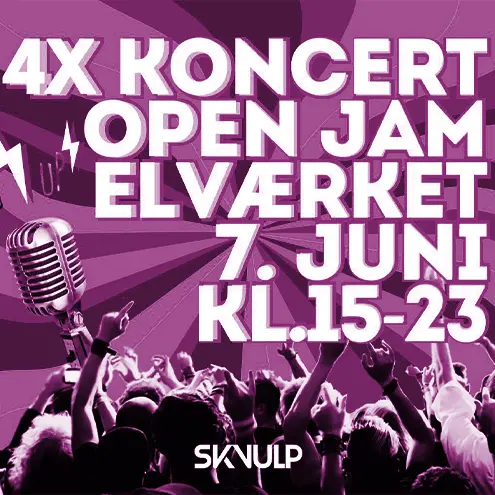 4X KONCERT
OPEN JAM
ELVÆRKET
7. JUNI
KL.15-23
SKVULP